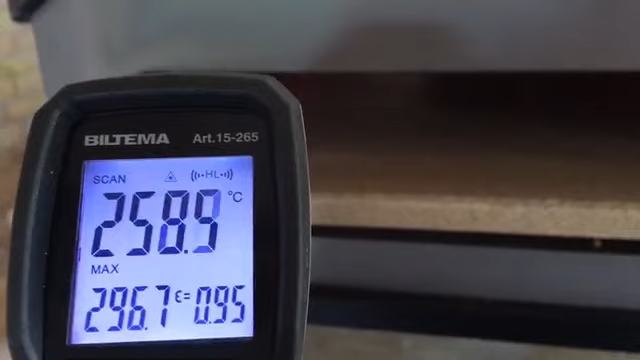 BILTEMA Art.15-265
SCAN HL
258.9 °C
MAX
296.7 ε= 0.95